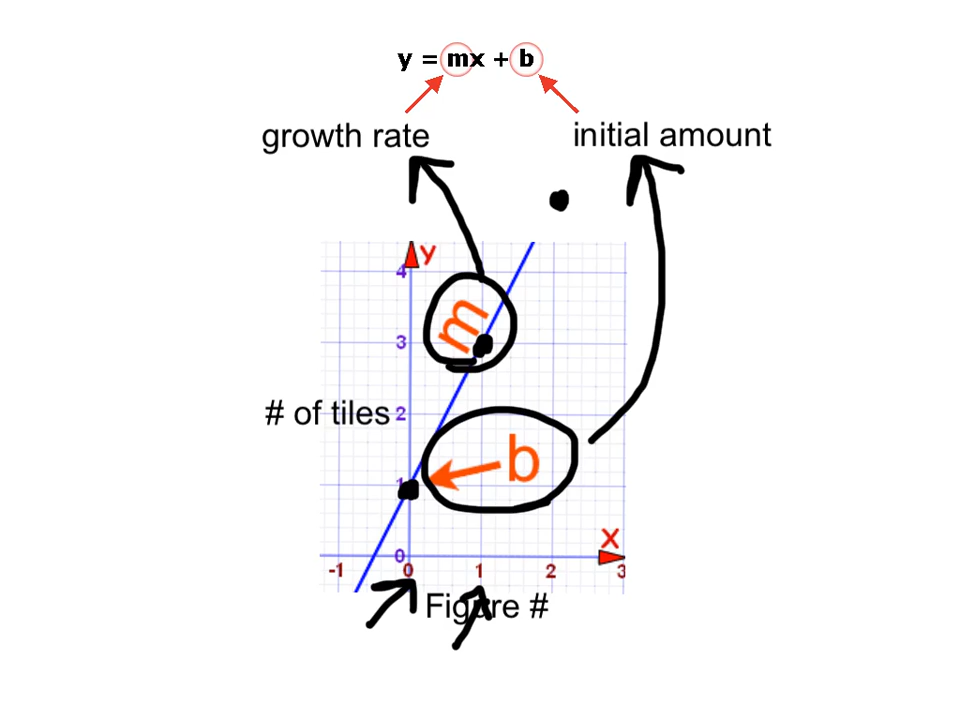 y = mx + b
growth rate
initial amount
y
4
m
3
# of tiles 2
b
1
x
0
-1 0 1 2 3
Figure #